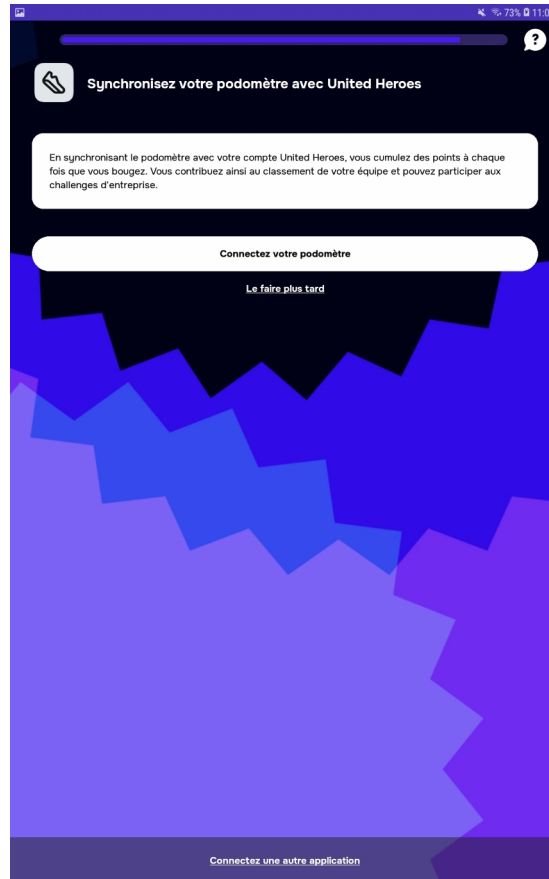 73% 11:0
?
Synchronisez votre podomètre avec United Heroes
En synchronisant le podomètre avec votre compte United Heroes, vous cumulez des points à chaque
fois que vous bougez. Vous contribuez ainsi au classement de votre équipe et pouvez participer aux
challenges d'entreprise.
Connectez votre podomètre
Le faire plus tard
Connectez une autre application